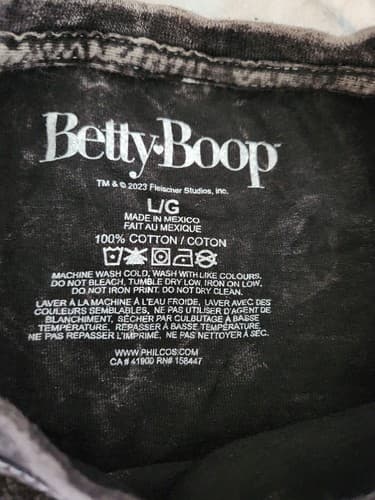 Betty Boop
TM & © 2023 Fleischer Studios, Inc.
L/G
MADE IN MEXICO
FAIT AU MEXIQUE
100% COTTON / COTON
MACHINE WASH COLD, WASH WITH LIKE COLOURS.
DO NOT BLEACH, TUMBLE DRY LOW, IRON ON LOW.
DO NOT IRON PRINT. DO NOT DRY CLEAN.
LAVER À LA MACHINE À L'EAU FROIDE, LAVER AVEC DES
COULEURS SEMBLABLES, NE PAS UTILISER D'AGENT DE
BLANCHIMENT, SÉCHER PAR CULBUTAGE À BASSE
TEMPÉRATURE, REPASSER À BASSE TEMPÉRATURE.
NE PAS REPASSER L'IMPRIMÉ. NE PAS NETTOYER À SEC.
WWW.PHILCOS.COM
CA# 41900 RN# 158447